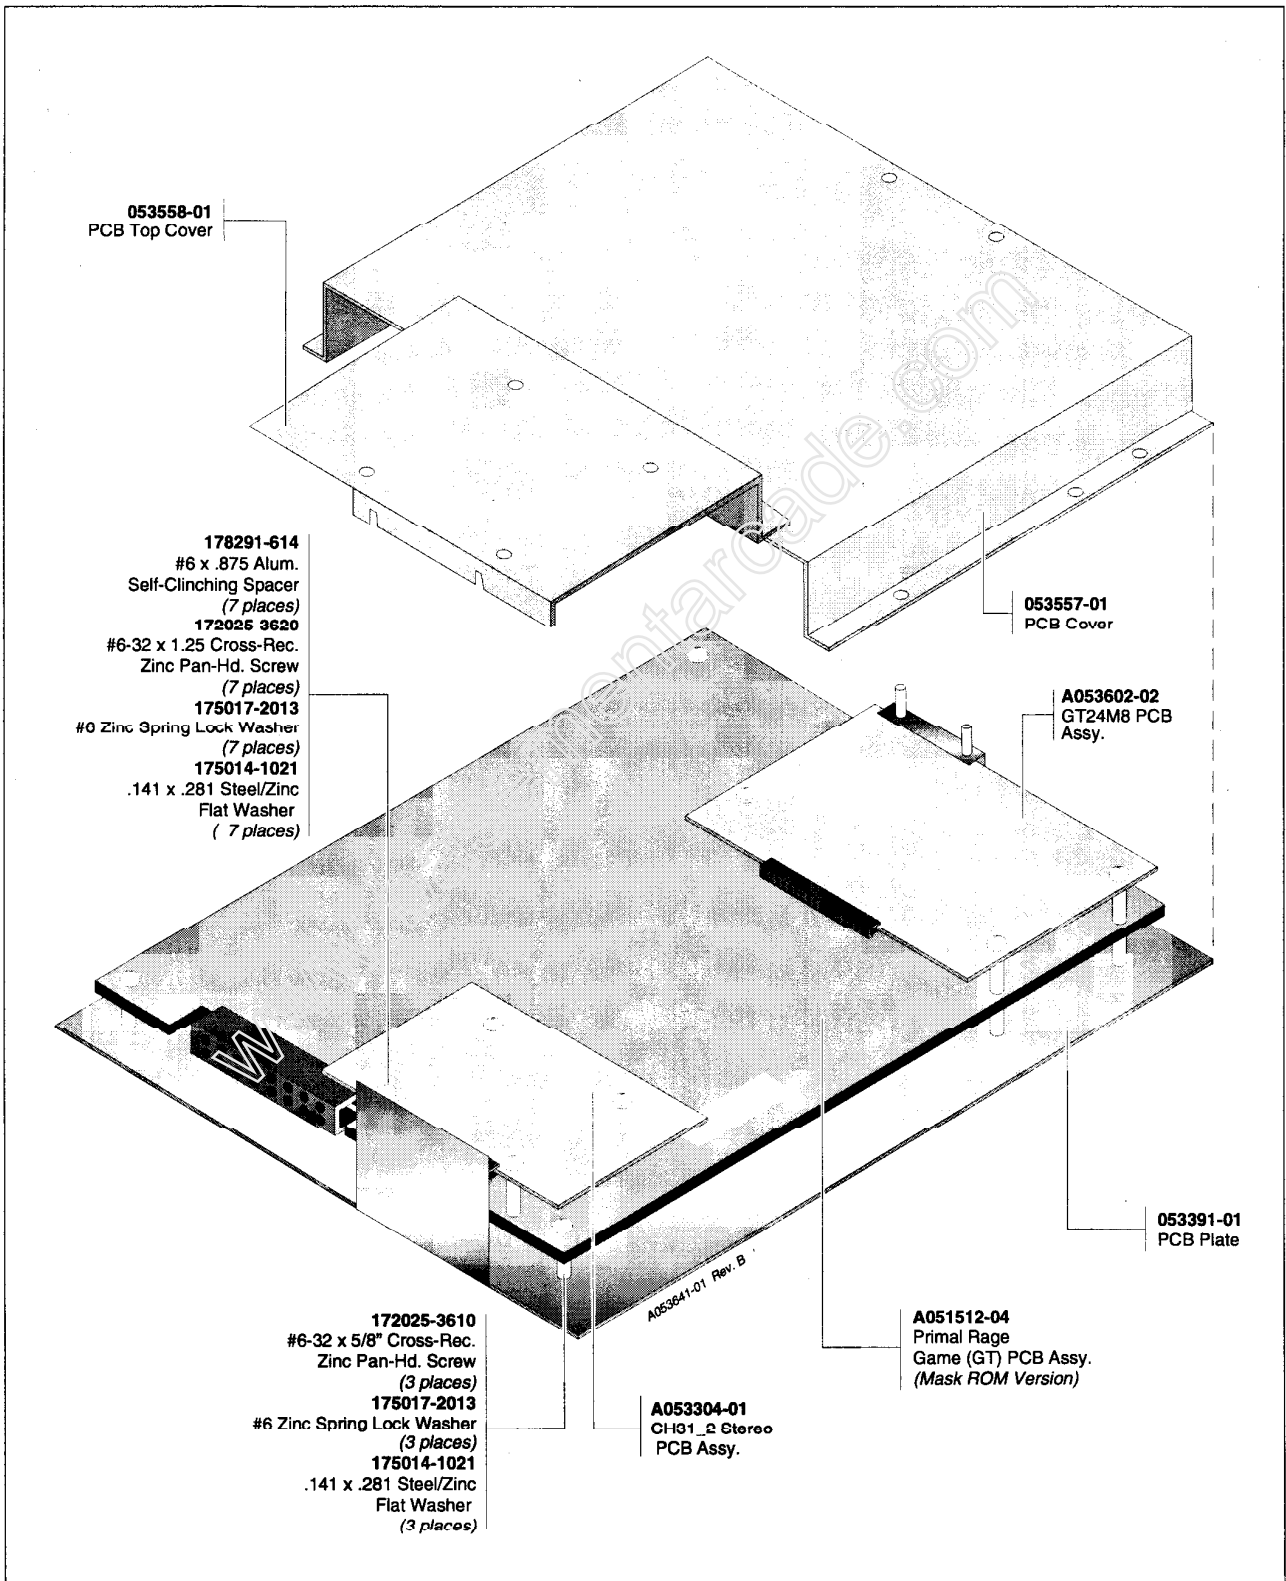 053558-01
PCB Top Cover
178291-614
#6 x .875 Alum.
Self-Clinching Spacer
(7 places)
172025-3620
#6-32 x 1.25 Cross-Rec.
Zinc Pan-Hd. Screw
(7 places)
175017-2013
#6 Zinc Spring Lock Washer
(7 places)
175014-1021
.141 x .281 Steel/Zinc
Flat Washer
( 7 places)
053557-01
PCB Cover
A053602-02
GT24M8 PCB
Assy.
053391-01
PCB Plate
A053641-01 Rev. B
A051512-04
Primal Rage
Game (GT) PCB Assy.
(Mask ROM Version)
172025-3610
#6-32 x 5/8" Cross-Rec.
Zinc Pan-Hd. Screw
(3 places)
175017-2013
#6 Zinc Spring Lock Washer
(3 places)
175014-1021
.141 x .281 Steel/Zinc
Flat Washer
(3 places)
A053304-01
CH31_2 Stereo
PCB Assy.